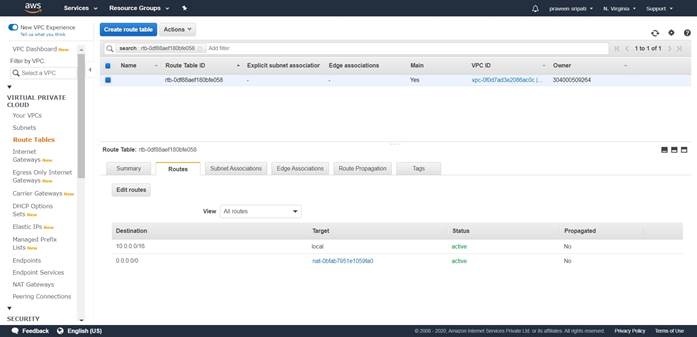 aws Services Resource Groups praveen sripati N. Virginia Support
New VPC Experience
Tell us what you think
Create route table Actions
VPC Dashboard New
Filter by VPC:
Select a VPC
search : rtb-0df88aef180bfe058 Add filter
1 to 1 of 1
Name Route Table ID Explicit subnet association Edge associations Main VPC ID Owner
rtb-0df88aef180bfe058 - - Yes vpc-0f0d7ad3e2086ac0c |... 304000509264
VIRTUAL PRIVATE
CLOUD
Your VPCs
Subnets
Route Tables
Internet
Gateways New
Egress Only Internet
Gateways New
Carrier Gateways New
DHCP Options
Sets New
Elastic IPs New
Managed Prefix
Lists New
Endpoints
Endpoint Services
NAT Gateways
Peering Connections
SECURITY
Route Table: rtb-0df88aef180bfe058
Summary Routes Subnet Associations Edge Associations Route Propagation Tags
Edit routes
View All routes
Destination Target Status Propagated
10.0.0.0/16 local active No
0.0.0.0/0 nat-0bfab7951e1059fa0 active No
Feedback English (US) © 2008 - 2020, Amazon Internet Services Private Ltd. or its affiliates. All rights reserved. Privacy Policy Terms of Use